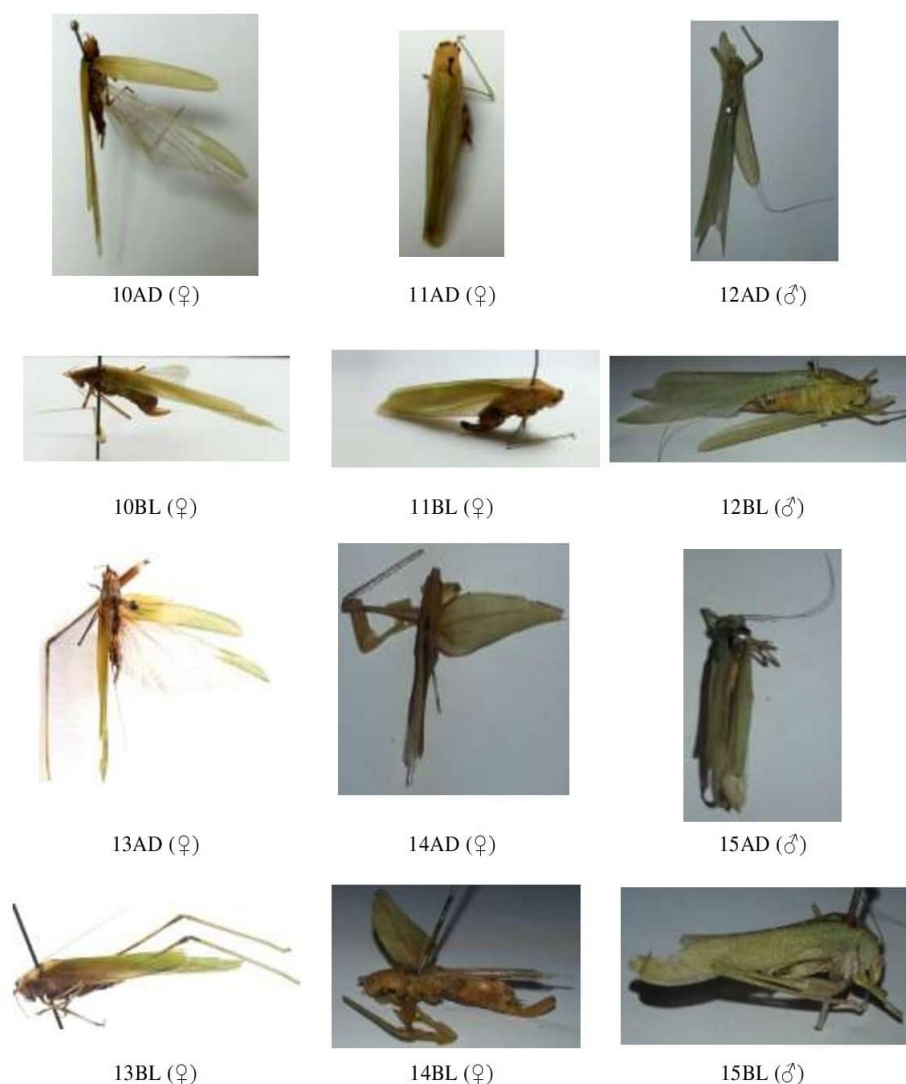 10AD (♀) 11AD (♀) 12AD (♂)
10BL (♀) 11BL (♀) 12BL (♂)
13AD (♀) 14AD (♀) 15AD (♂)
13BL (♀) 14BL (♀) 15BL (♂)